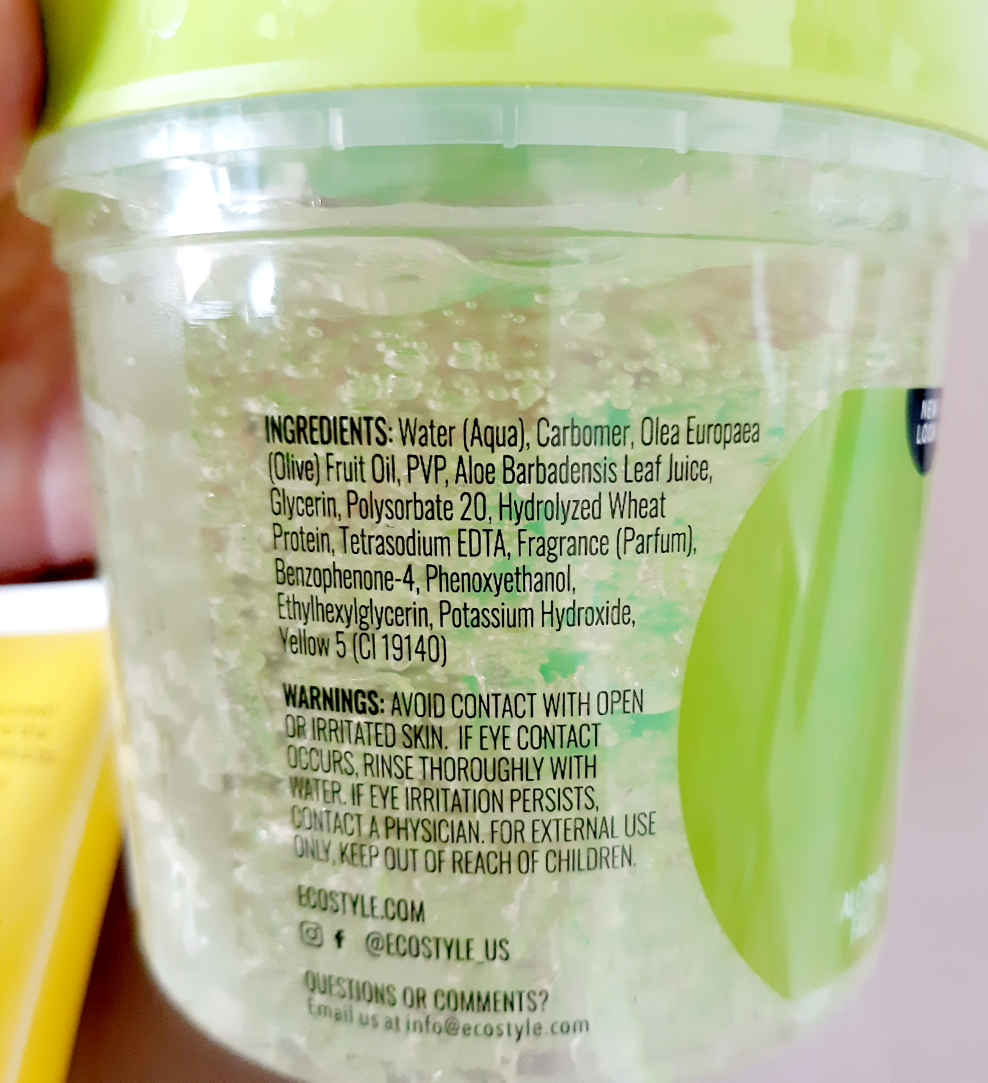 INGREDIENTS: Water (Aqua), Carbomer, Olea Europaea
(Olive) Fruit Oil, PVP, Aloe Barbadensis Leaf Juice,
Glycerin, Polysorbate 20, Hydrolyzed Wheat
Protein, Tetrasodium EDTA, Fragrance (Parfum),
Benzophenone-4, Phenoxyethanol,
Ethylhexylglycerin, Potassium Hydroxide,
Yellow 5 (CI 19140)
WARNINGS: AVOID CONTACT WITH OPEN
OR IRRITATED SKIN. IF EYE CONTACT
OCCURS, RINSE THOROUGHLY WITH
WATER. IF EYE IRRITATION PERSISTS,
CONTACT A PHYSICIAN. FOR EXTERNAL USE
ONLY, KEEP OUT OF REACH OF CHILDREN.
ECOSTYLE.COM
@ECOSTYLE_US
QUESTIONS OR COMMENTS?
Email us at info@ecostyle.com
NEW